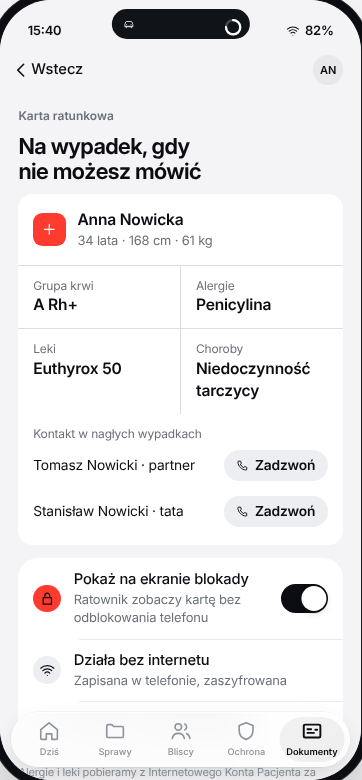 15:40
82%
Wstecz
AN
Karta ratunkowa
Na wypadek, gdy
nie możesz mówić
Anna Nowicka
34 lata · 168 cm · 61 kg
Grupa krwi
A Rh+
Alergie
Penicylina
Leki
Euthyrox 50
Choroby
Niedoczynność
tarczycy
Kontakt w nagłych wypadkach
Tomasz Nowicki · partner
Zadzwoń
Stanisław Nowicki · tata
Zadzwoń
Pokaż na ekranie blokady
Ratownik zobaczy kartę bez
odblokowania telefonu
Działa bez internetu
Zapisana w telefonie, zaszyfrowana
Dziś
Sprawy
Bliscy
Ochrona
Dokumenty
Alergie i leki pobieramy z Internetowego Konta Pacjenta za